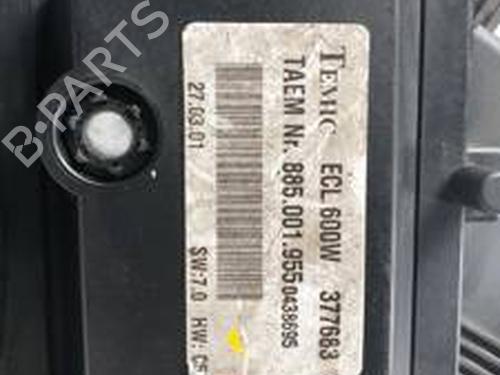 TEMIC ECL 600W 377683
TAEM Nr. 885.001.955 0438695
27.03.01 SW:7.0 HW: C5
B-PARTS